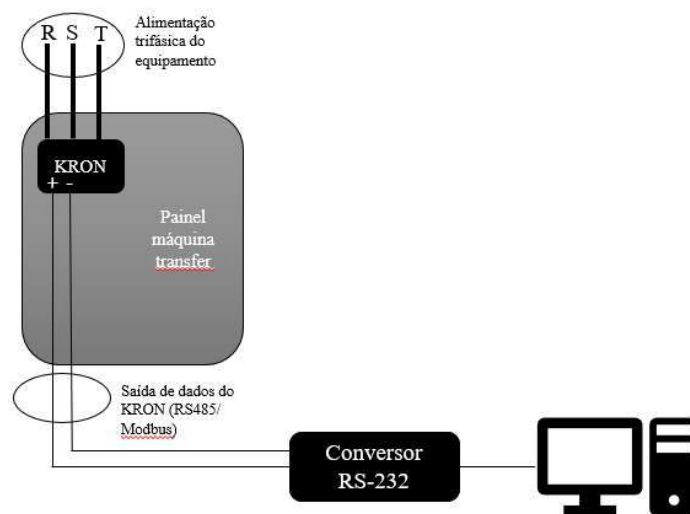 R S T
Alimentação
trifásica do
equipamento
KRON
+ -
Painel
máquina
transfer
Saída de dados do
KRON (RS485/
Modbus)
Conversor
RS-232